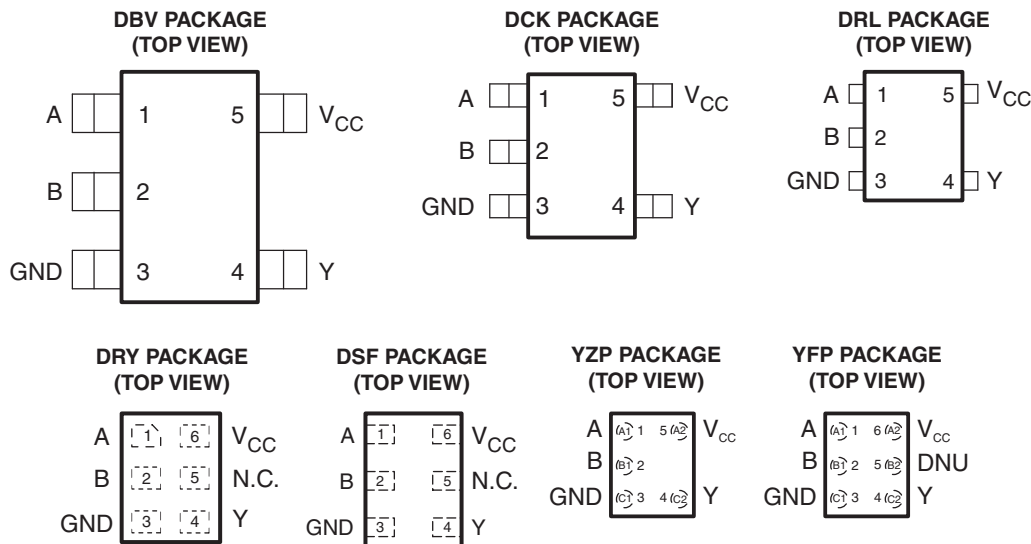 DBV PACKAGE
(TOP VIEW)
A 1 5 VCC
B 2
GND 3 4 Y
DCK PACKAGE
(TOP VIEW)
A 1 5 VCC
B 2
GND 3 4 Y
DRL PACKAGE
(TOP VIEW)
A 1 5 VCC
B 2
GND 3 4 Y
DRY PACKAGE
(TOP VIEW)
A 1 6 VCC
B 2 5 N.C.
GND 3 4 Y
DSF PACKAGE
(TOP VIEW)
A 1 6 VCC
B 2 5 N.C.
GND 3 4 Y
YZP PACKAGE
(TOP VIEW)
A A1 1 5 A2 VCC
B B1 2
GND C1 3 4 C2 Y
YFP PACKAGE
(TOP VIEW)
A A1 1 6 A2 VCC
B B1 2 5 B2 DNU
GND C1 3 4 C2 Y